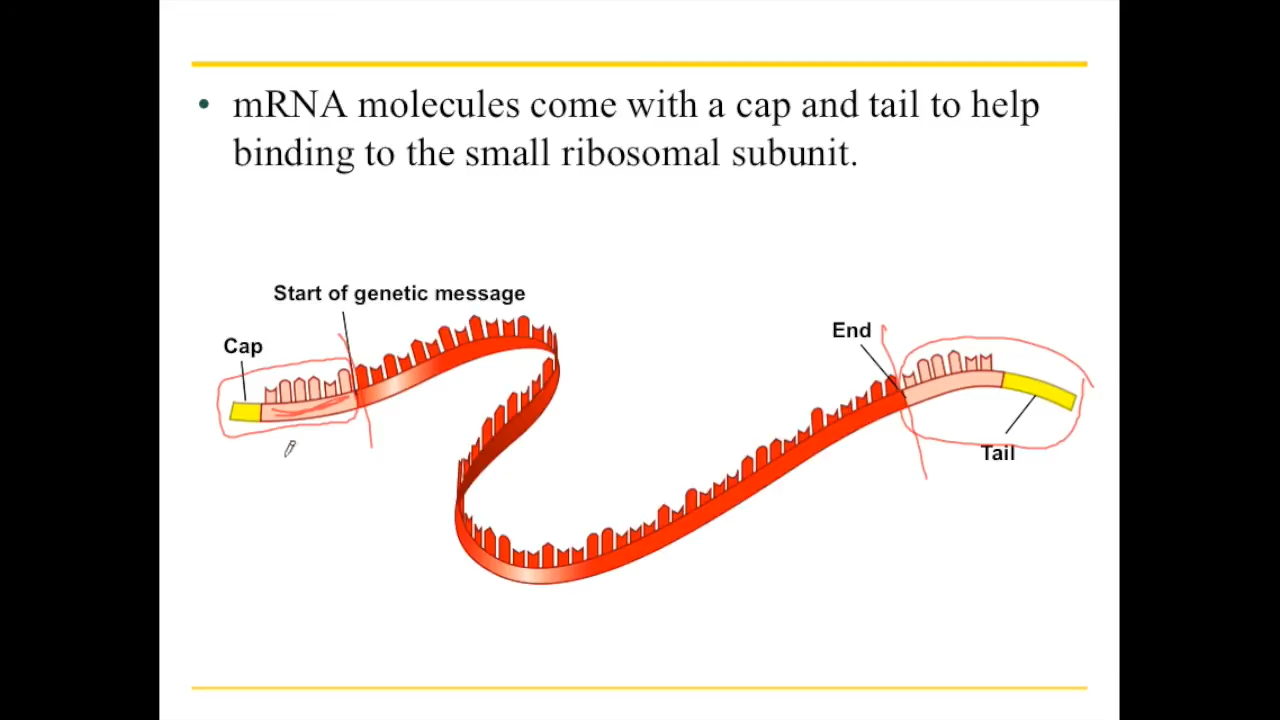 • mRNA molecules come with a cap and tail to help
binding to the small ribosomal subunit.
Start of genetic message
Cap
End
Tail